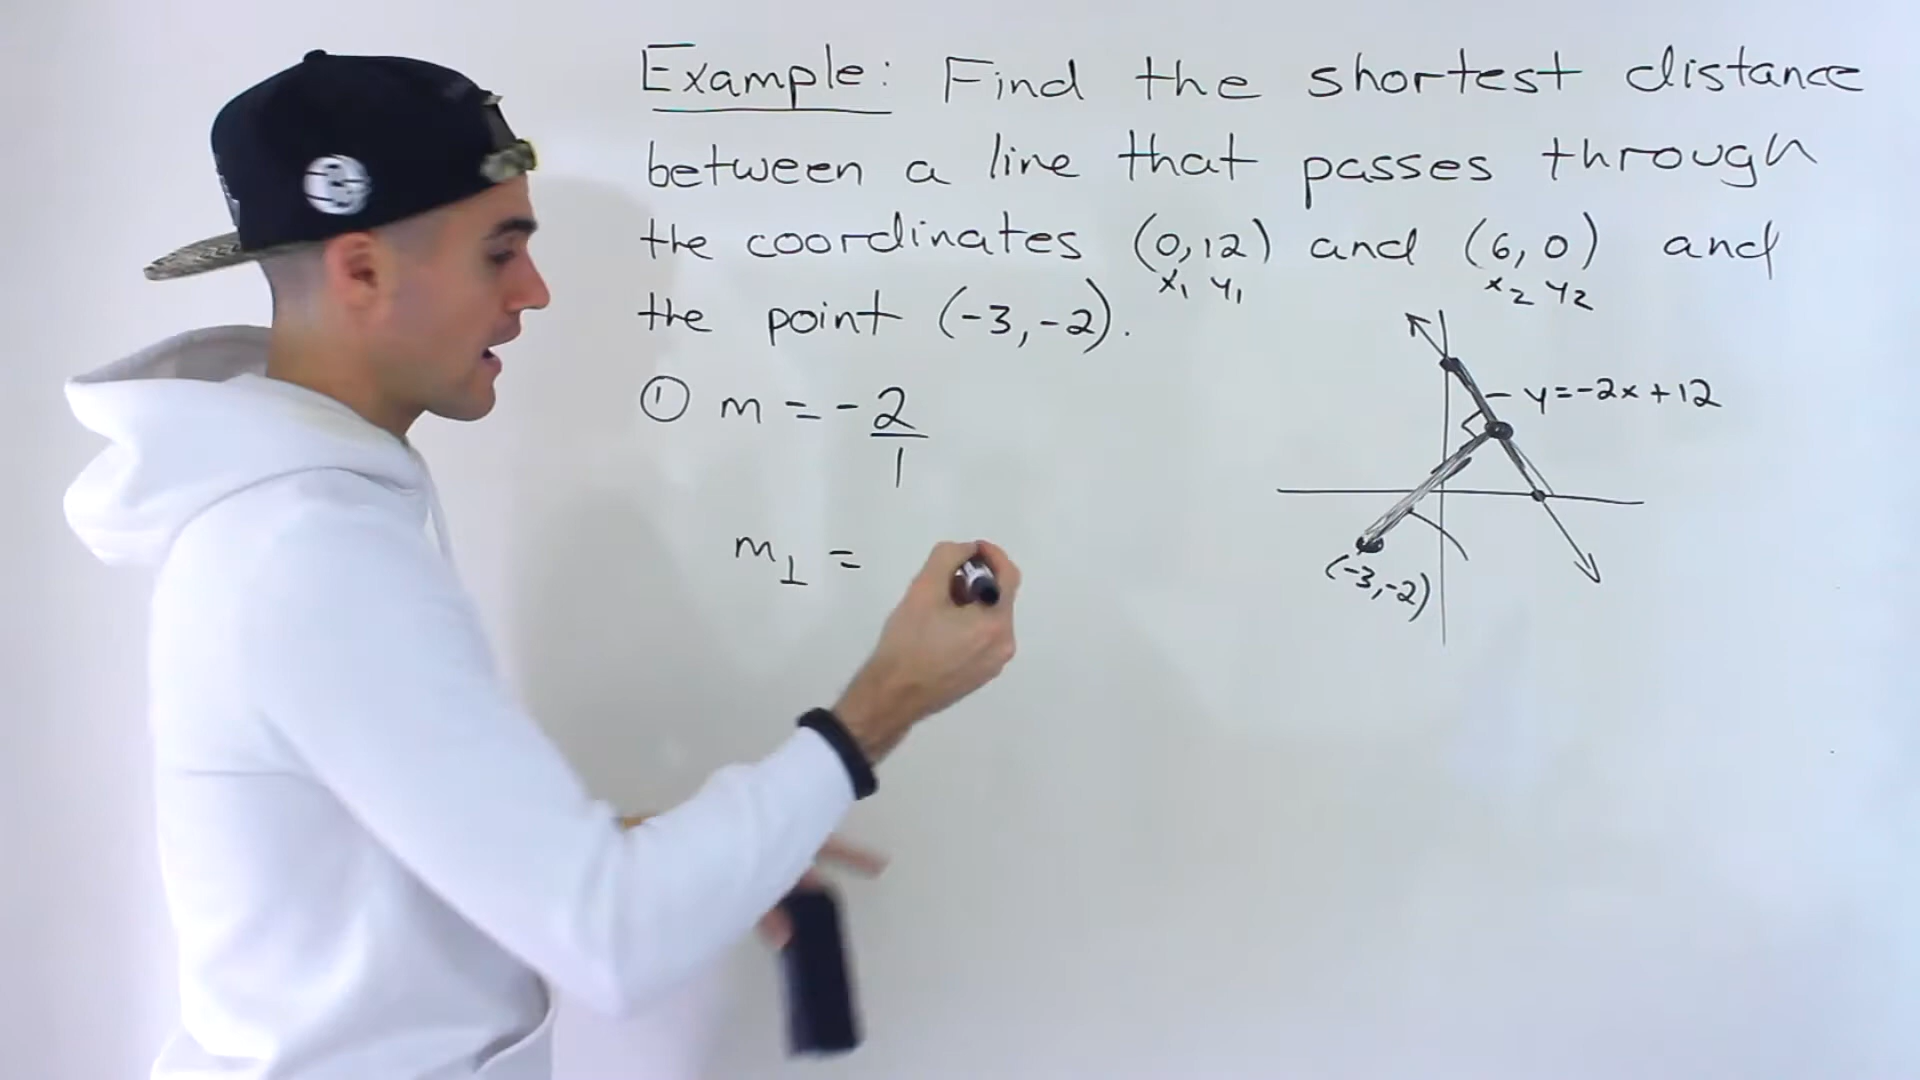 Example: Find the shortest distance
between a line that passes through
the coordinates (0,12) and (6,0) and
x₁ y₁ x₂ y₂
the point (-3,-2).
① m = -2/1
y=-2x+12
m⊥ =
(-3,-2)